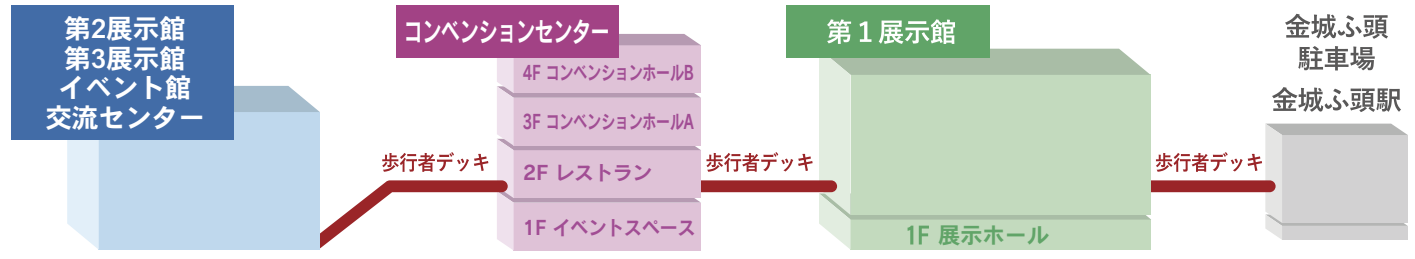 第2展示館
第3展示館
イベント館
交流センター
歩行者デッキ
コンベンションセンター
4F コンベンションホールB
3F コンベンションホールA
2F レストラン
1F イベントスペース
歩行者デッキ
第1展示館
1F 展示ホール
歩行者デッキ
金城ふ頭
駐車場
金城ふ頭駅